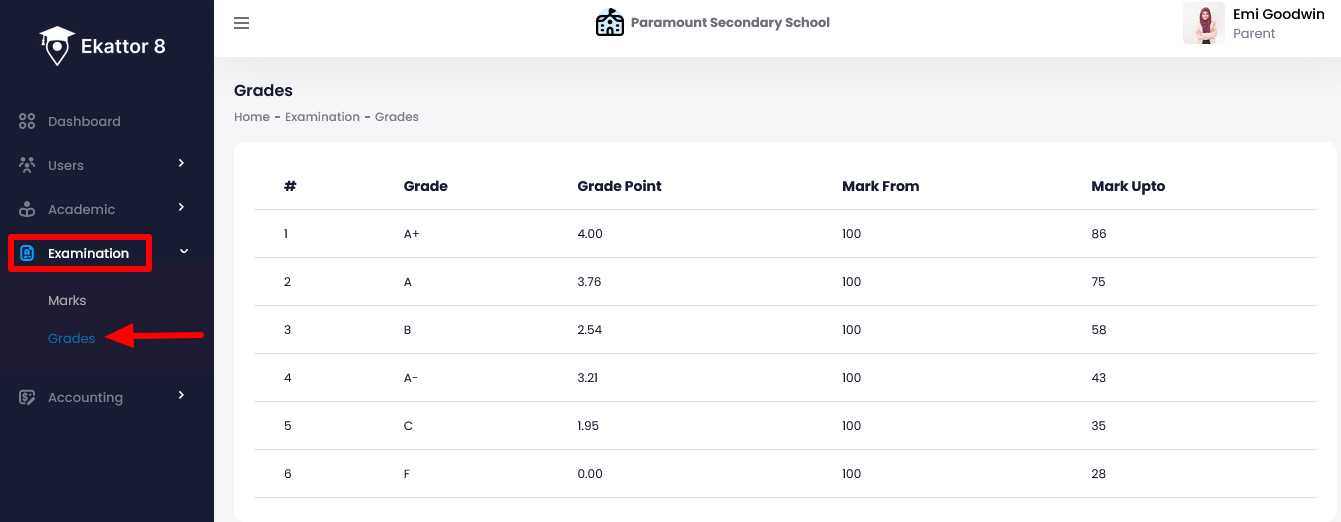 Ekattor 8
Dashboard
Users
Academic
Examination
Marks
Grades
Accounting
Paramount Secondary School
Emi Goodwin
Parent
Grades
Home - Examination - Grades
# Grade Grade Point Mark From Mark Upto
1 A+ 4.00 100 86
2 A 3.76 100 75
3 B 2.54 100 58
4 A- 3.21 100 43
5 C 1.95 100 35
6 F 0.00 100 28